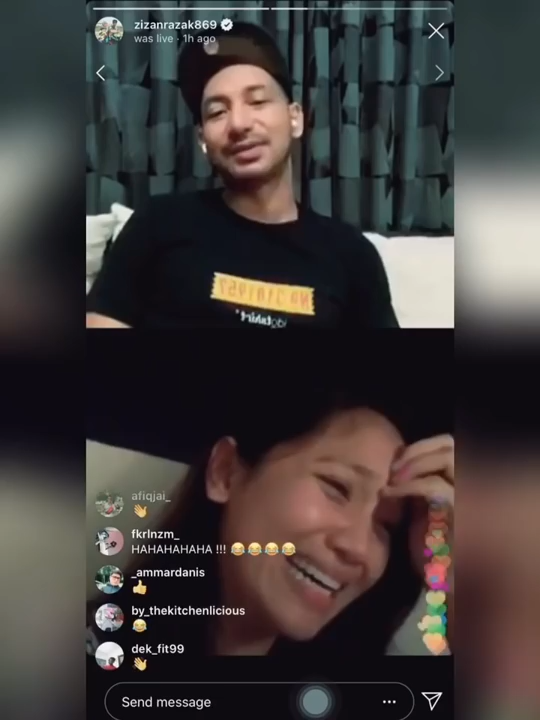 zizanrazak869
was live · 1h ago
afiqjai_
👋
fkrlnzm_
HAHAHAHAHA !!! 😂😂😂😂
_ammardanis
👍
by_thekitchenlicious
😂
dek_fit99
👋
Send message